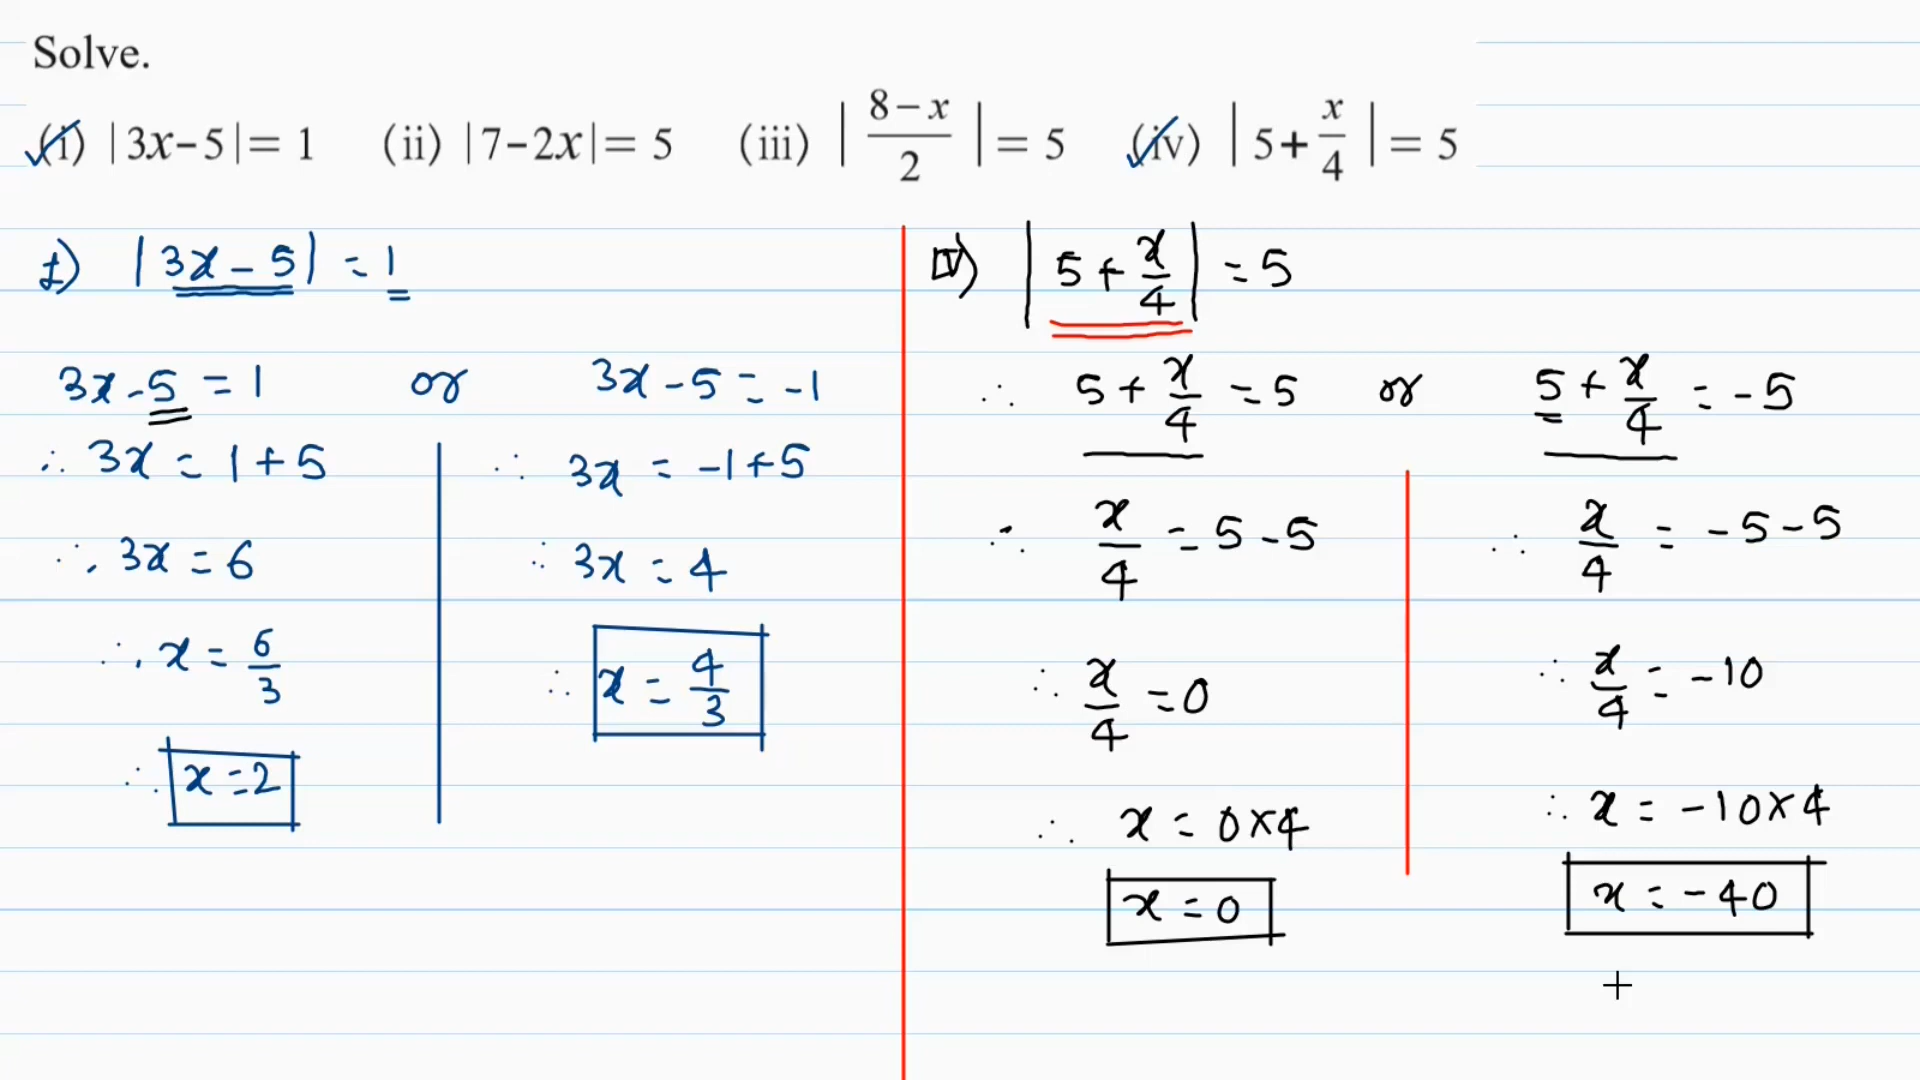 Solve.
(i) |3x−5|= 1 (ii) |7−2x|= 5 (iii) |(8−x)/2|= 5 (iv) |5+x/4|= 5
I) |3x − 5| = 1
3x − 5 = 1 or 3x − 5 = −1
∴ 3x = 1 + 5
∴ 3x = 6
∴ x = 6/3
∴ x = 2
∴ 3x = −1 + 5
∴ 3x = 4
∴ x = 4/3
IV) |5 + x/4| = 5
∴ 5 + x/4 = 5 or 5 + x/4 = −5
∴ x/4 = 5 − 5
∴ x/4 = 0
∴ x = 0×4
x = 0
∴ x/4 = −5 − 5
∴ x/4 = −10
∴ x = −10×4
x = −40